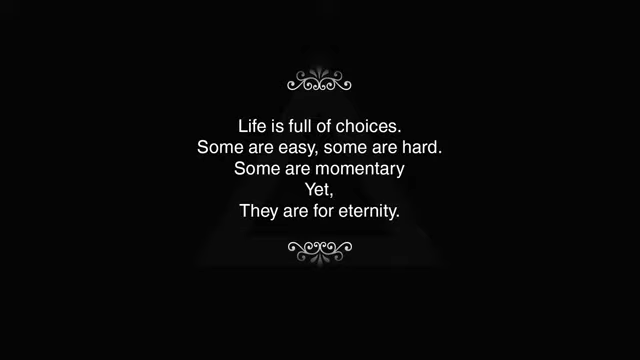 Life is full of choices.
Some are easy, some are hard.
Some are momentary
Yet,
They are for eternity.